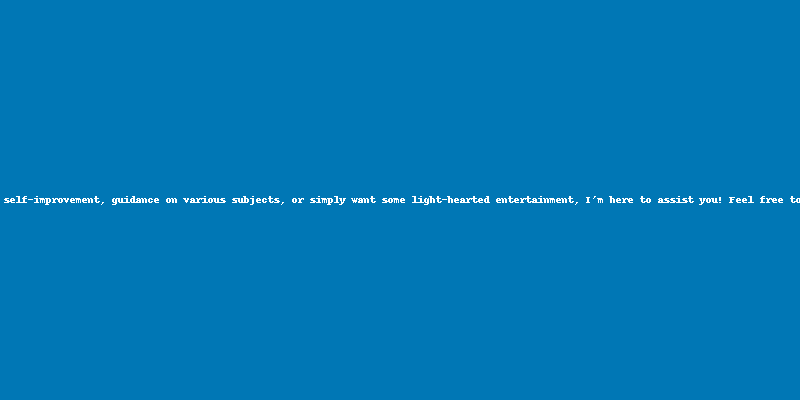 self-improvement, guidance on various subjects, or simply want some light-hearted entertainment, I'm here to assist you! Feel free to